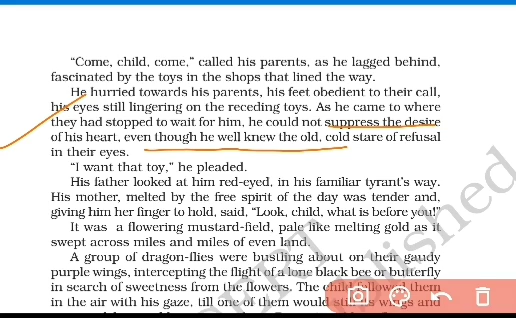 “Come, child, come,” called his parents, as he lagged behind,
fascinated by the toys in the shops that lined the way.
He hurried towards his parents, his feet obedient to their call,
his eyes still lingering on the receding toys. As he came to where
they had stopped to wait for him, he could not suppress the desire
of his heart, even though he well knew the old, cold stare of refusal
in their eyes.
“I want that toy,” he pleaded.
His father looked at him red-eyed, in his familiar tyrant’s way.
His mother, melted by the free spirit of the day was tender and,
giving him her finger to hold, said, “Look, child, what is before you!”
It was a flowering mustard-field, pale like melting gold as it
swept across miles and miles of even land.
A group of dragon-flies were bustling about on their gaudy
purple wings, intercepting the flight of a lone black bee or butterfly
in search of sweetness from the flowers. The child followed them
in the air with his gaze, till one of them would still its wings and